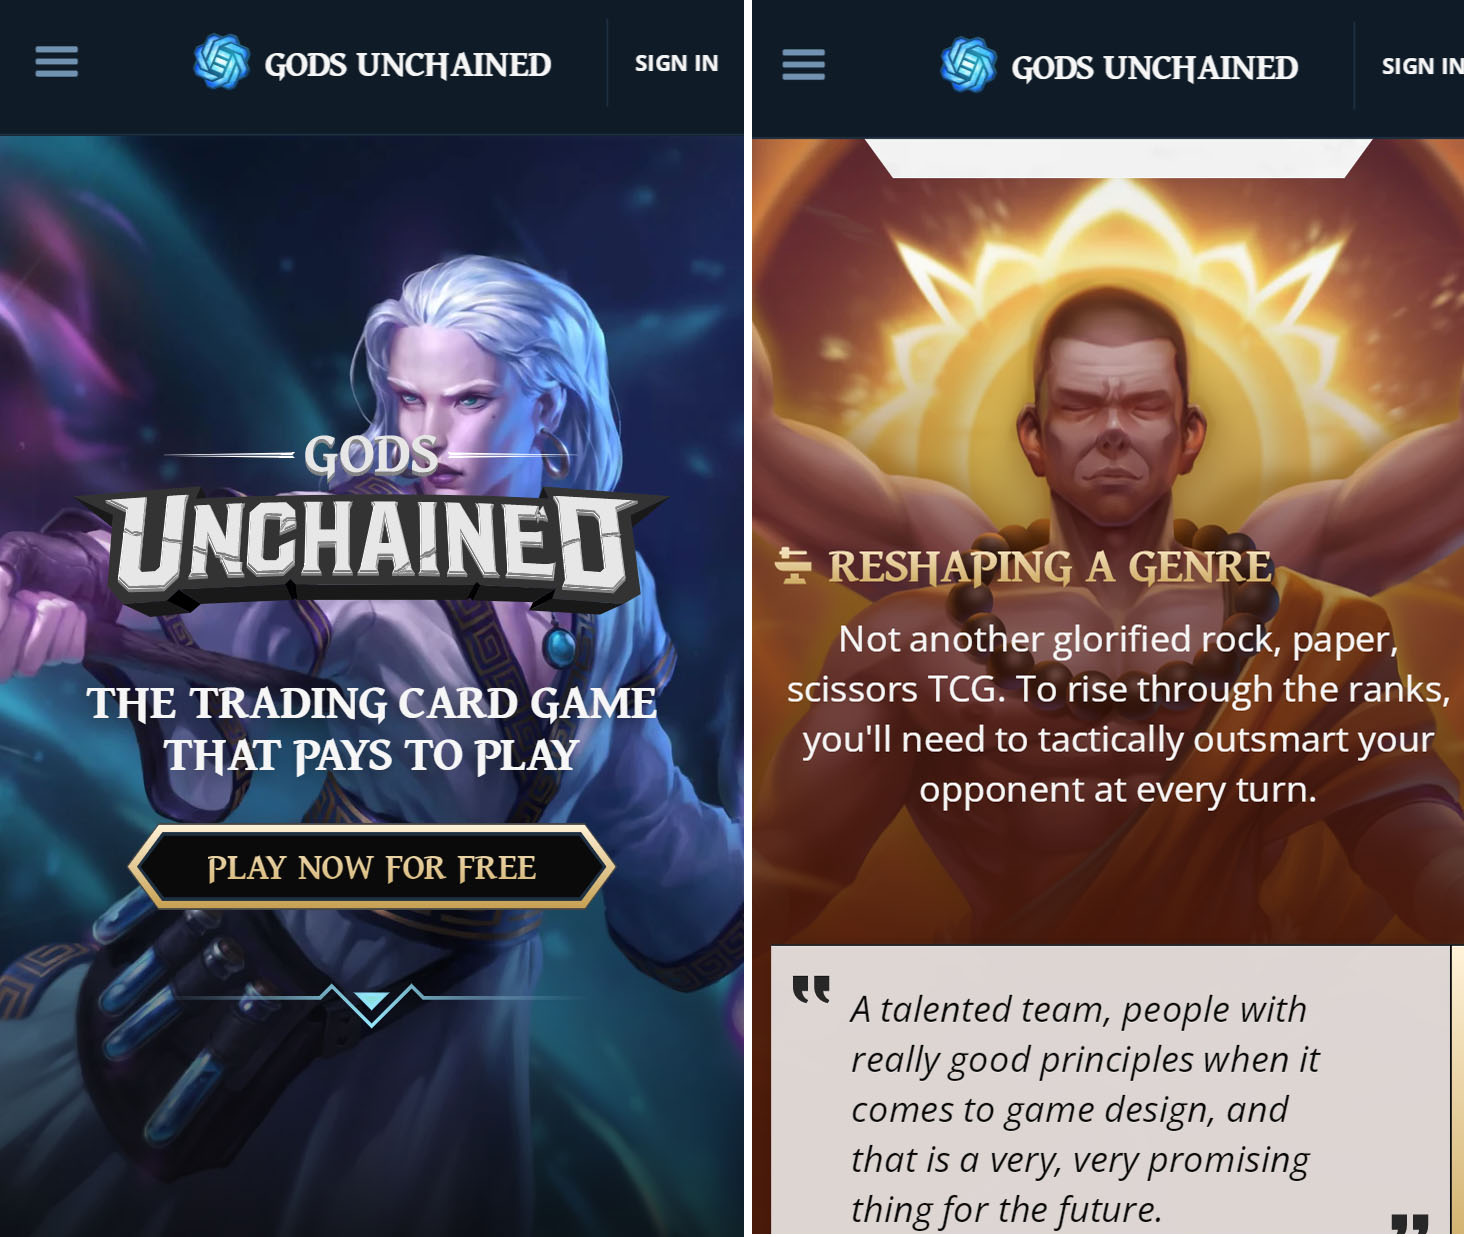 GODS UNCHAINED
SIGN IN
GODS
UNCHAINED
THE TRADING CARD GAME
THAT PAYS TO PLAY
PLAY NOW FOR FREE
GODS UNCHAINED
SIGN IN
RESHAPING A GENRE
Not another glorified rock, paper,
scissors TCG. To rise through the ranks,
you'll need to tactically outsmart your
opponent at every turn.
❜❜ A talented team, people with
really good principles when it
comes to game design, and
that is a very, very promising
thing for the future. ❜❜